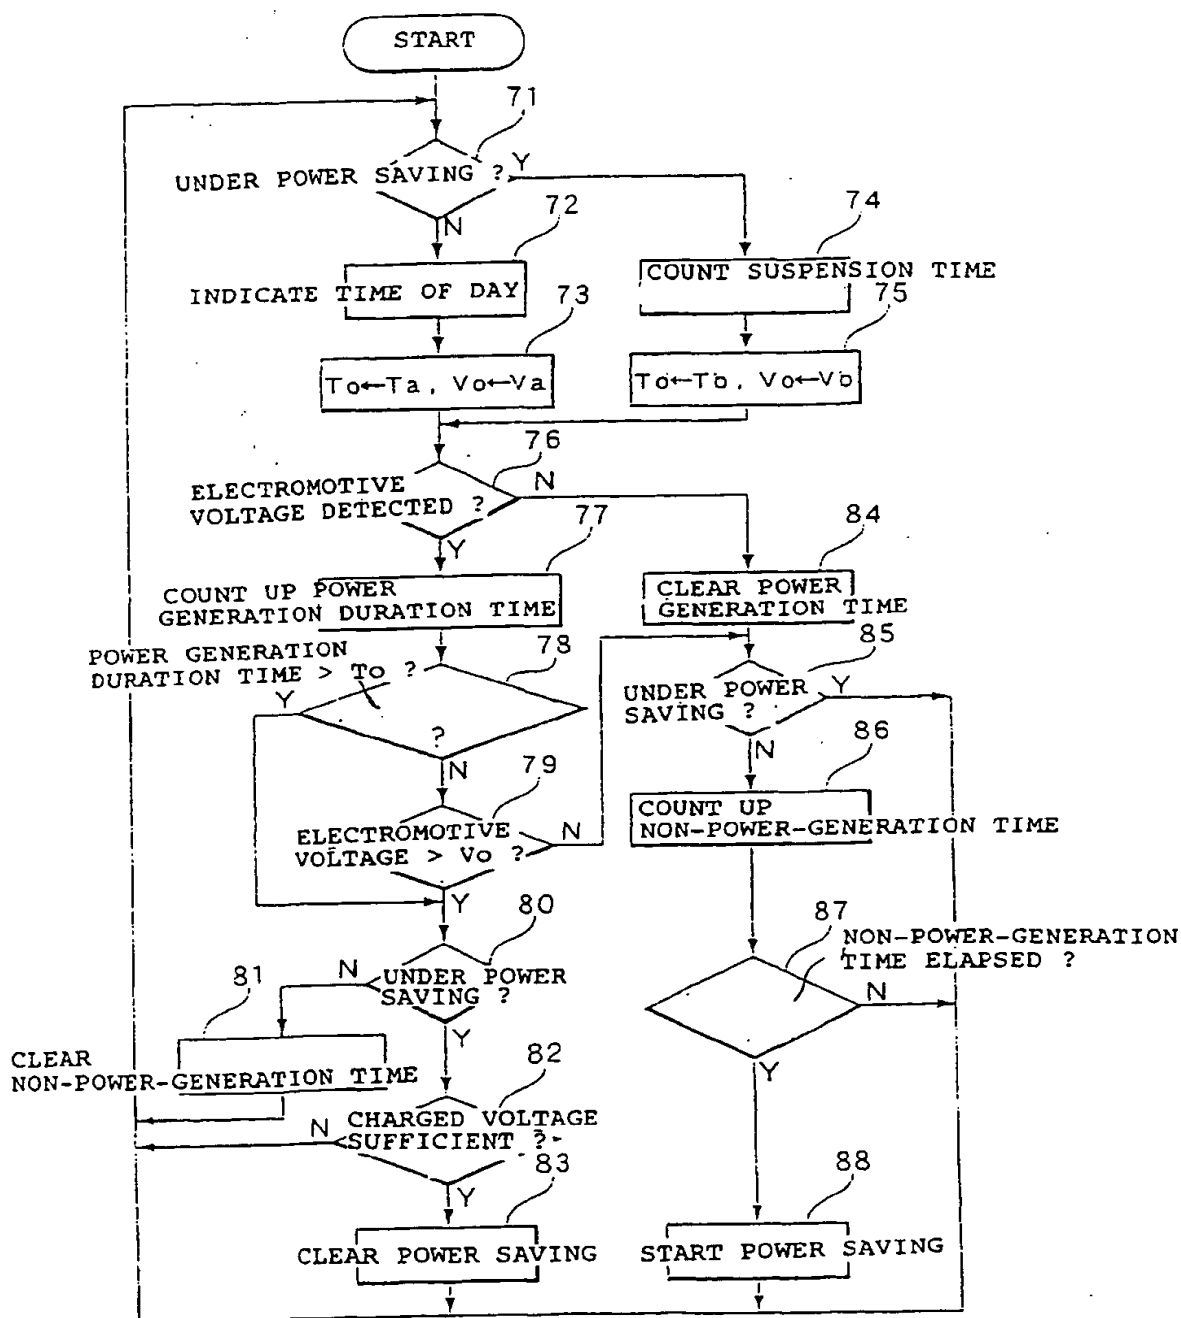 START
71
UNDER POWER SAVING ?
Y
N
72
74
INDICATE TIME OF DAY
COUNT SUSPENSION TIME
73
75
To←Ta, Vo←Va
To←Tb, Vo←Vb
76
ELECTROMOTIVE
VOLTAGE DETECTED ?
N
Y
77
84
COUNT UP POWER
GENERATION DURATION TIME
CLEAR POWER
GENERATION TIME
POWER GENERATION
DURATION TIME > To ?
78
85
Y
?
N
UNDER POWER
SAVING ?
Y
N
79
86
ELECTROMOTIVE
VOLTAGE > Vo ?
N
Y
COUNT UP
NON-POWER-GENERATION TIME
80
87
NON-POWER-GENERATION
TIME ELAPSED ?
N
Y
81
N
UNDER POWER
SAVING ?
Y
CLEAR
NON-POWER-GENERATION TIME
82
N
CHARGED VOLTAGE
SUFFICIENT ?
Y
83
88
CLEAR POWER SAVING
START POWER SAVING